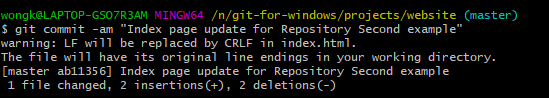 wongk@LAPTOP-GSO7R3AM MINGW64 /n/git-for-windows/projects/website (master)
$ git commit -am "Index page update for Repository Second example"
warning: LF will be replaced by CRLF in index.html.
The file will have its original line endings in your working directory.
[master ab11356] Index page update for Repository Second example
 1 file changed, 2 insertions(+), 2 deletions(-)